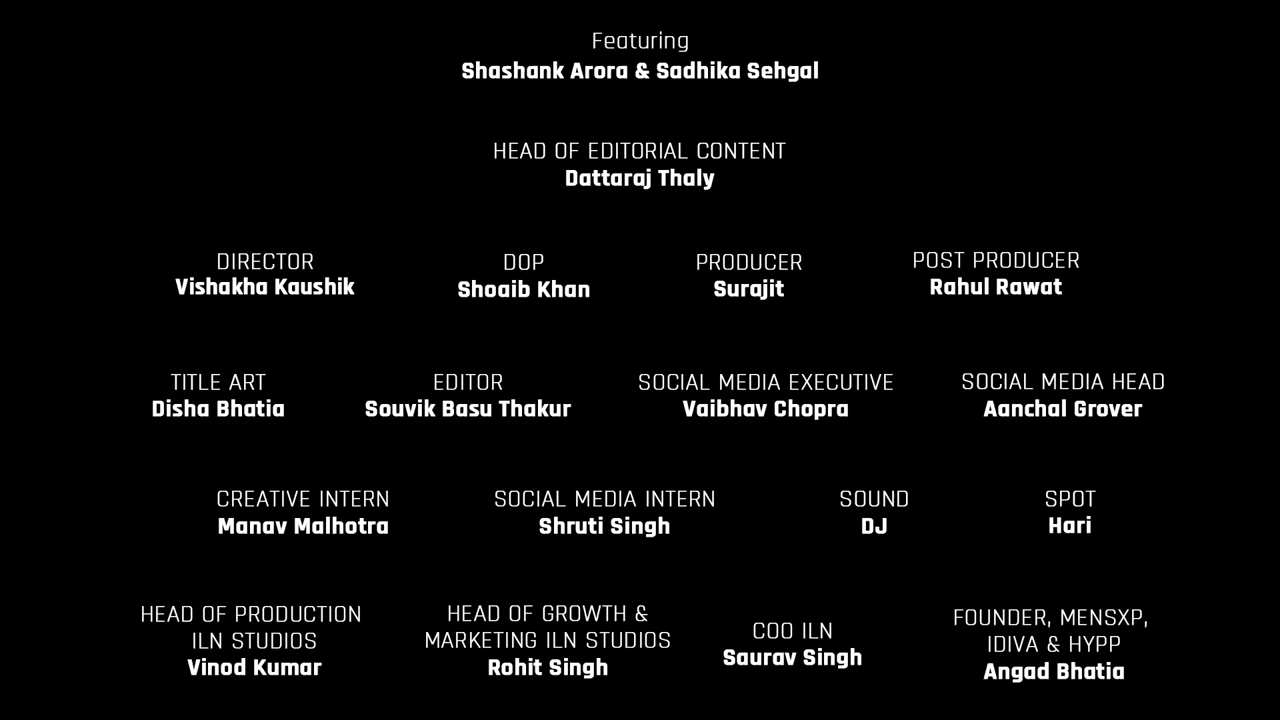 Featuring
Shashank Arora & Sadhika Sehgal
HEAD OF EDITORIAL CONTENT
Dattaraj Thaly
DIRECTOR
Vishakha Kaushik
DOP
Shoaib Khan
PRODUCER
Surajit
POST PRODUCER
Rahul Rawat
TITLE ART
Disha Bhatia
EDITOR
Souvik Basu Thakur
SOCIAL MEDIA EXECUTIVE
Vaibhav Chopra
SOCIAL MEDIA HEAD
Aanchal Grover
CREATIVE INTERN
Manav Malhotra
SOCIAL MEDIA INTERN
Shruti Singh
SOUND
DJ
SPOT
Hari
HEAD OF PRODUCTION
ILN STUDIOS
Vinod Kumar
HEAD OF GROWTH &
MARKETING ILN STUDIOS
Rohit Singh
COO ILN
Saurav Singh
FOUNDER, MENSXP,
IDIVA & HYPP
Angad Bhatia